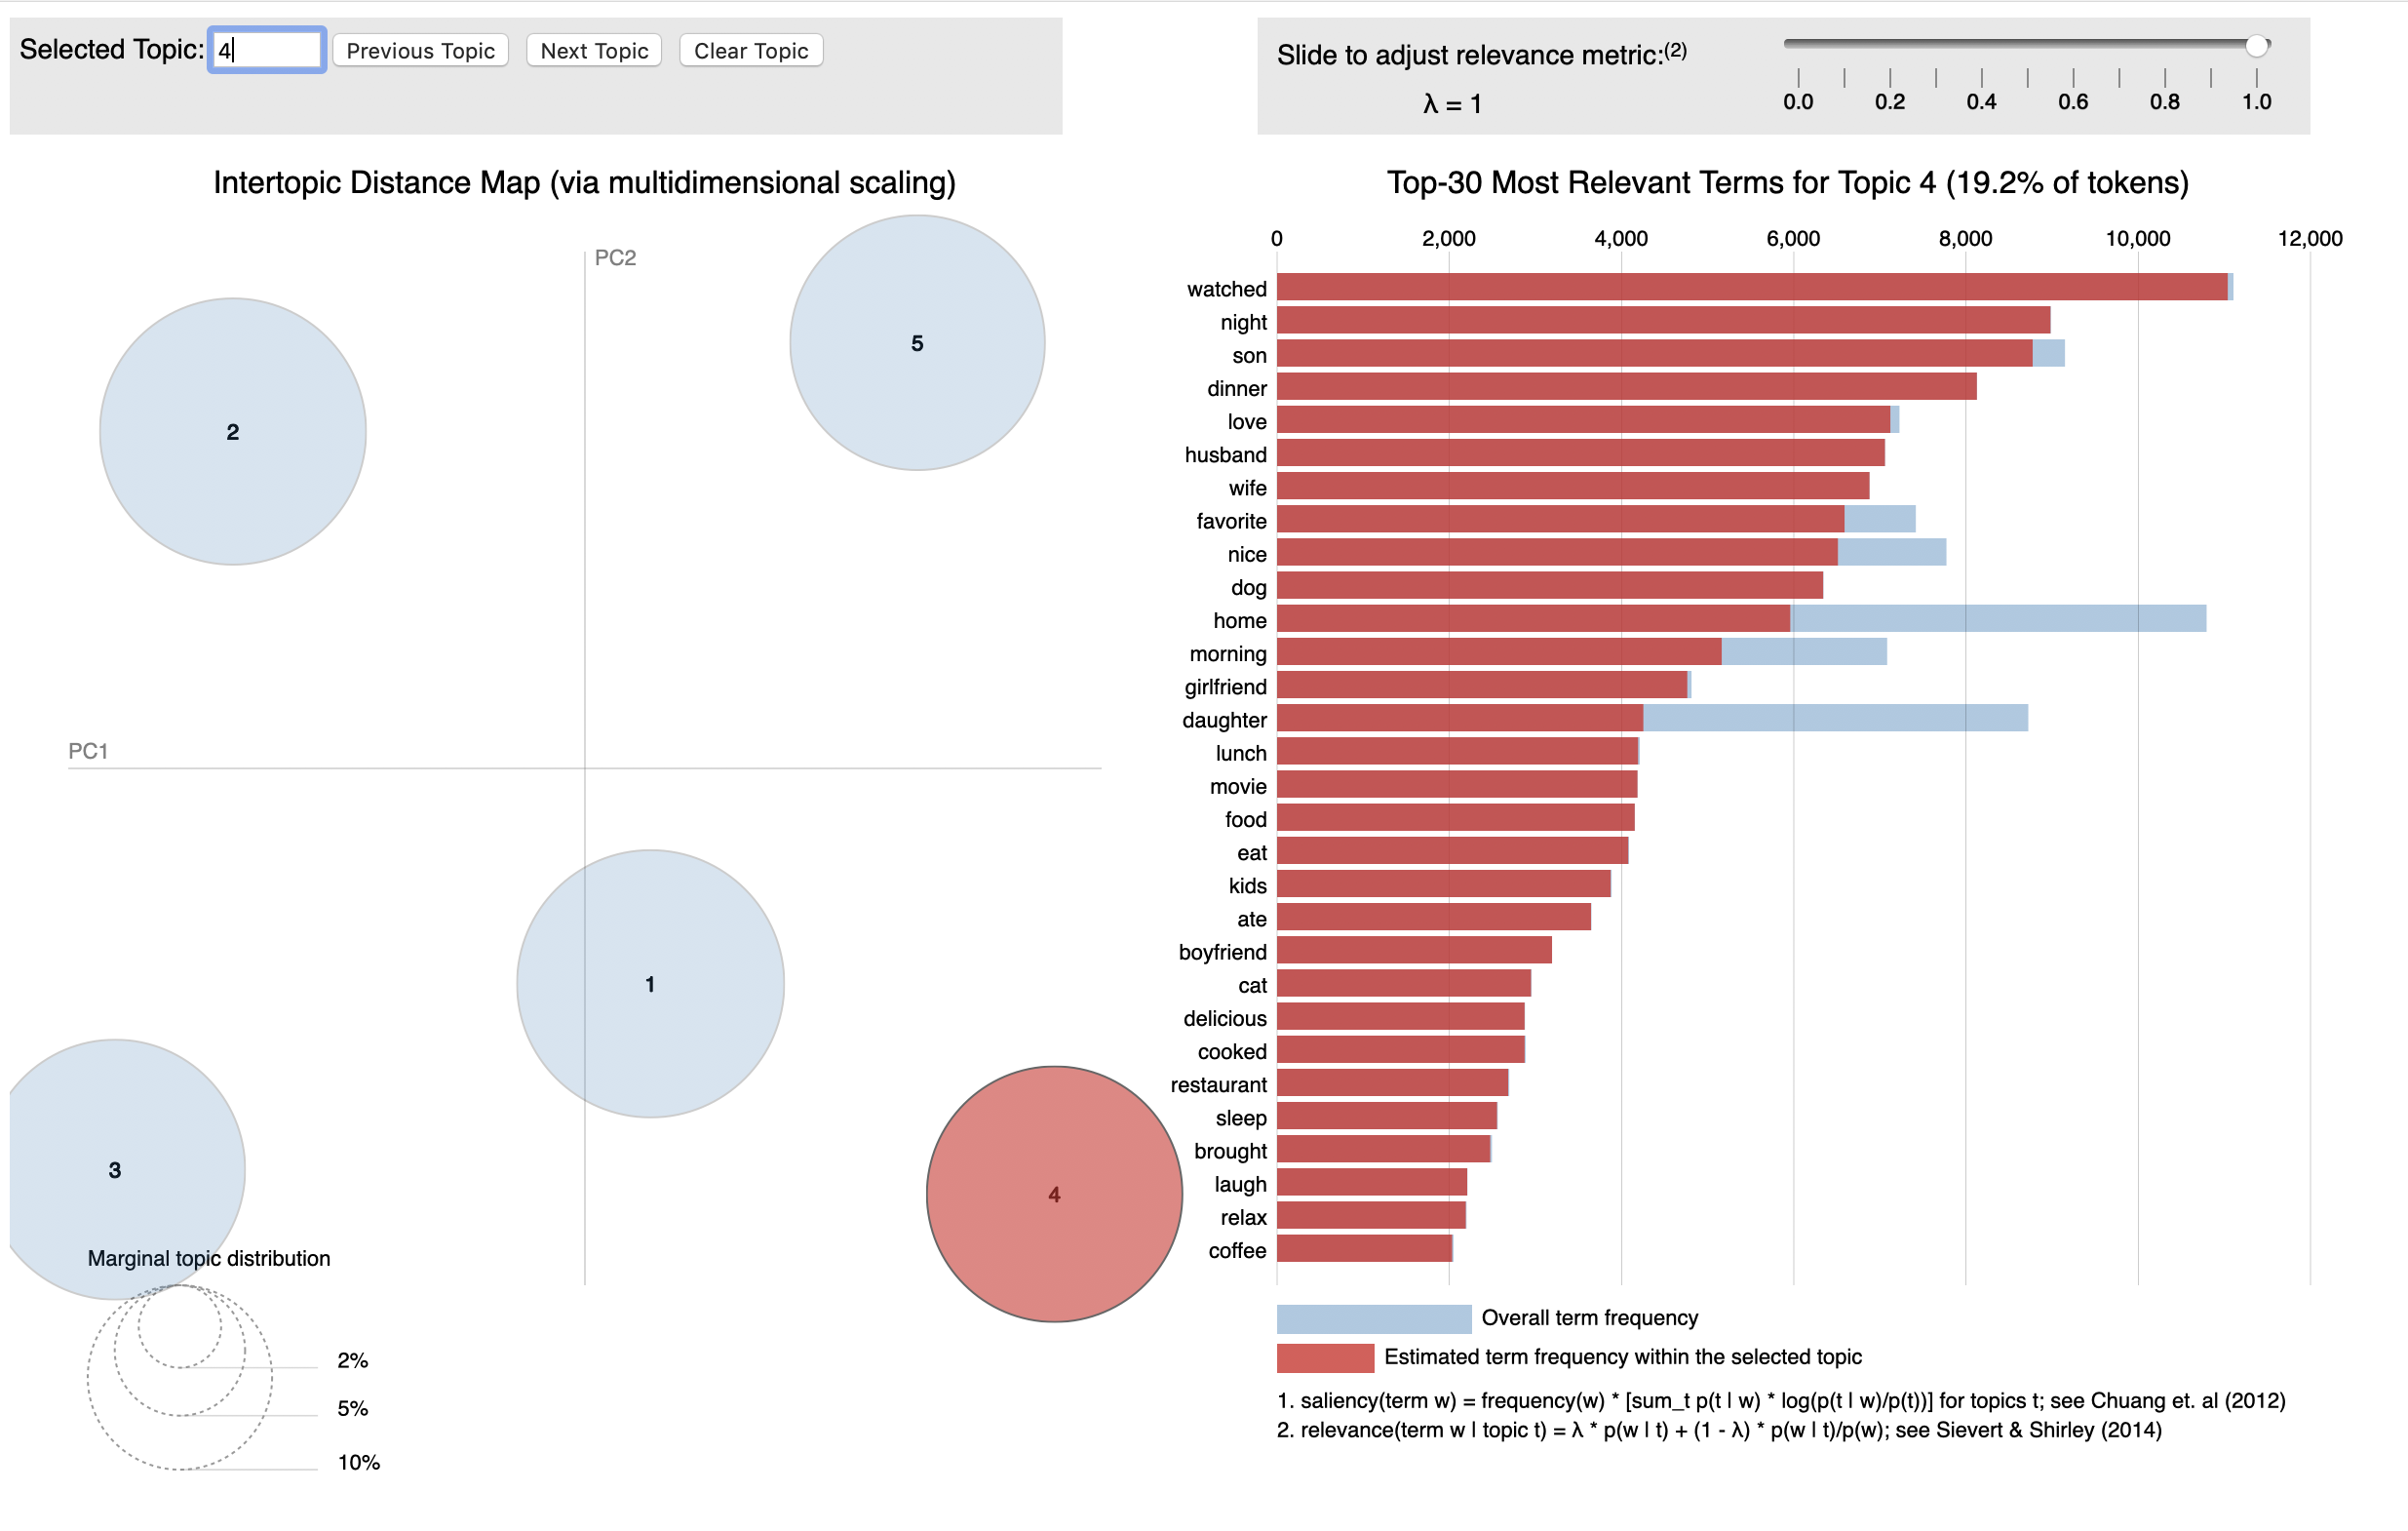 Selected Topic: 4 Previous Topic Next Topic Clear Topic
Slide to adjust relevance metric:(2)
λ = 1
0.0 0.2 0.4 0.6 0.8 1.0
Intertopic Distance Map (via multidimensional scaling)
PC2
5
2
PC1
1
3
4
Marginal topic distribution
2%
5%
10%
Top-30 Most Relevant Terms for Topic 4 (19.2% of tokens)
0 2,000 4,000 6,000 8,000 10,000 12,000
watched
night
son
dinner
love
husband
wife
favorite
nice
dog
home
morning
girlfriend
daughter
lunch
movie
food
eat
kids
ate
boyfriend
cat
delicious
cooked
restaurant
sleep
brought
laugh
relax
coffee
Overall term frequency
Estimated term frequency within the selected topic
1. saliency(term w) = frequency(w) * [sum_t p(t | w) * log(p(t | w)/p(t))] for topics t; see Chuang et. al (2012)
2. relevance(term w | topic t) = λ * p(w | t) + (1 - λ) * p(w | t)/p(w); see Sievert & Shirley (2014)